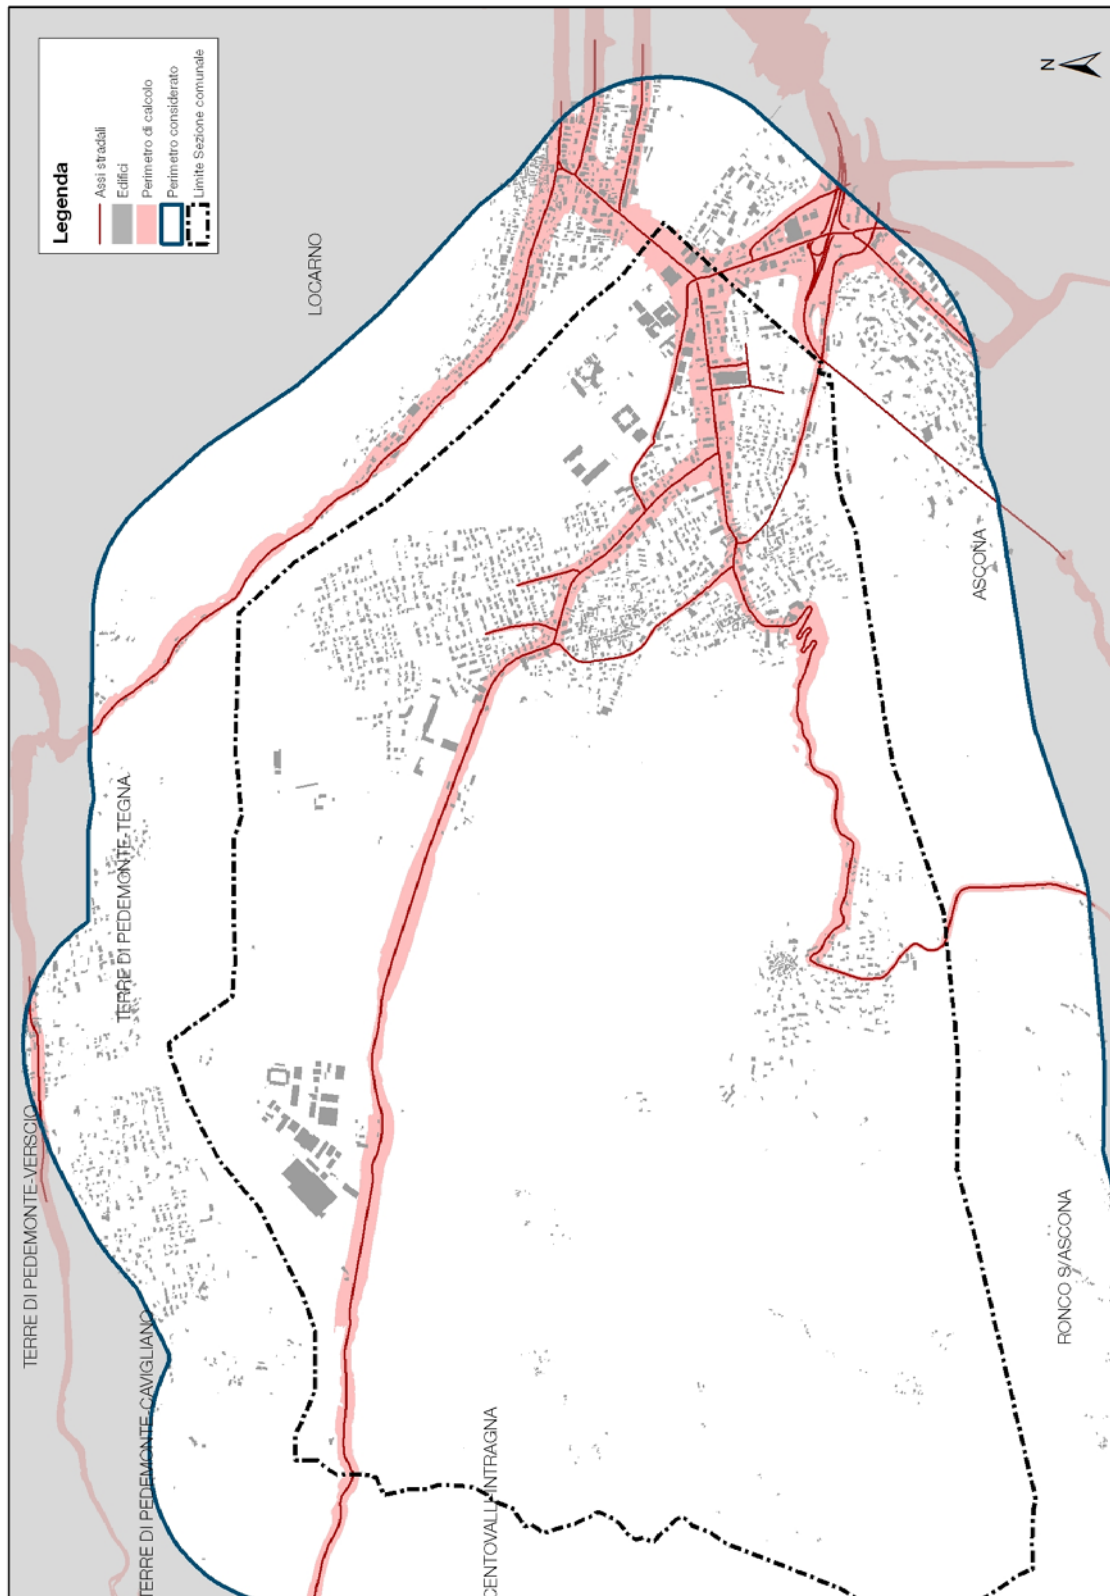 Legenda
Assi stradali
Edifici
Perimetro di calcolo
Perimetro considerato
Limite Sezione comunale
N
LOCARNO
TERRE DI PEDEMONTE-TEGNA
TERRE DI PEDEMONTE-VERSCIO
TERRE DI PEDEMONTE-CAVIGLIANO
CENTOVALLI-INTRAGNA
ASCONA
RONCO S/ASCONA